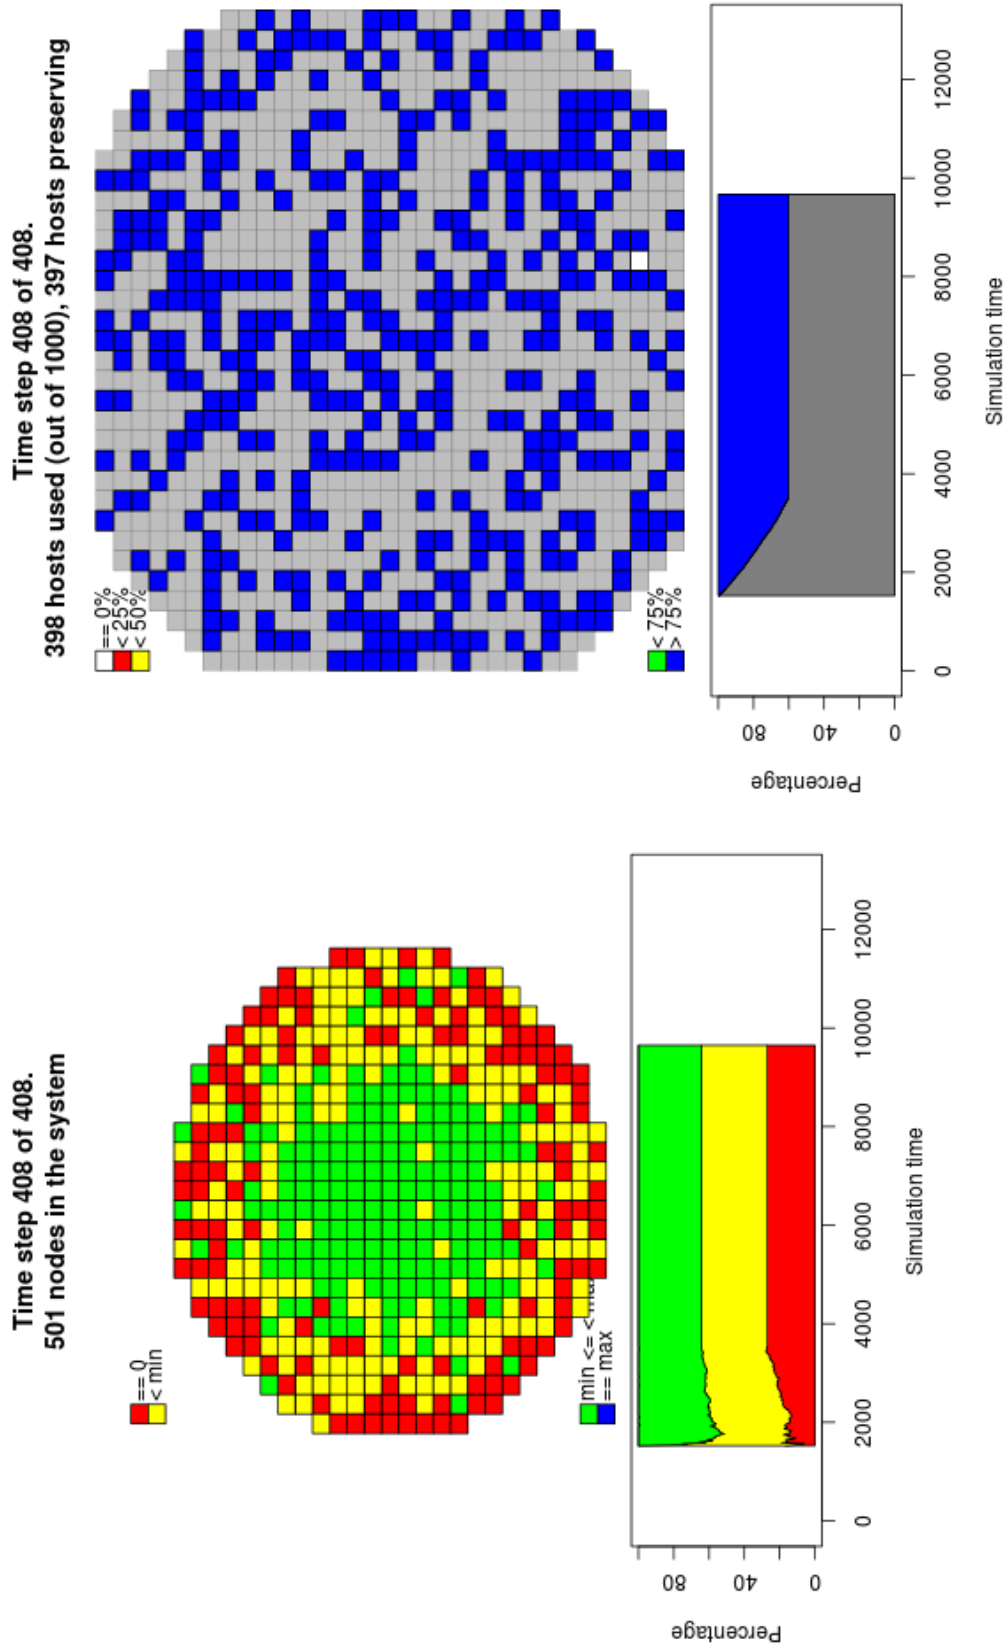 Time step 408 of 408.
501 nodes in the system
== 0
< min
min <= < ma
== max
Percentage
0
40
80
0
2000
4000
6000
8000
10000
12000
Simulation time
Time step 408 of 408.
398 hosts used (out of 1000), 397 hosts preserving
== 0%
< 25%
< 50%
< 75%
> 75%
Percentage
0
40
80
0
2000
4000
6000
8000
10000
12000
Simulation time